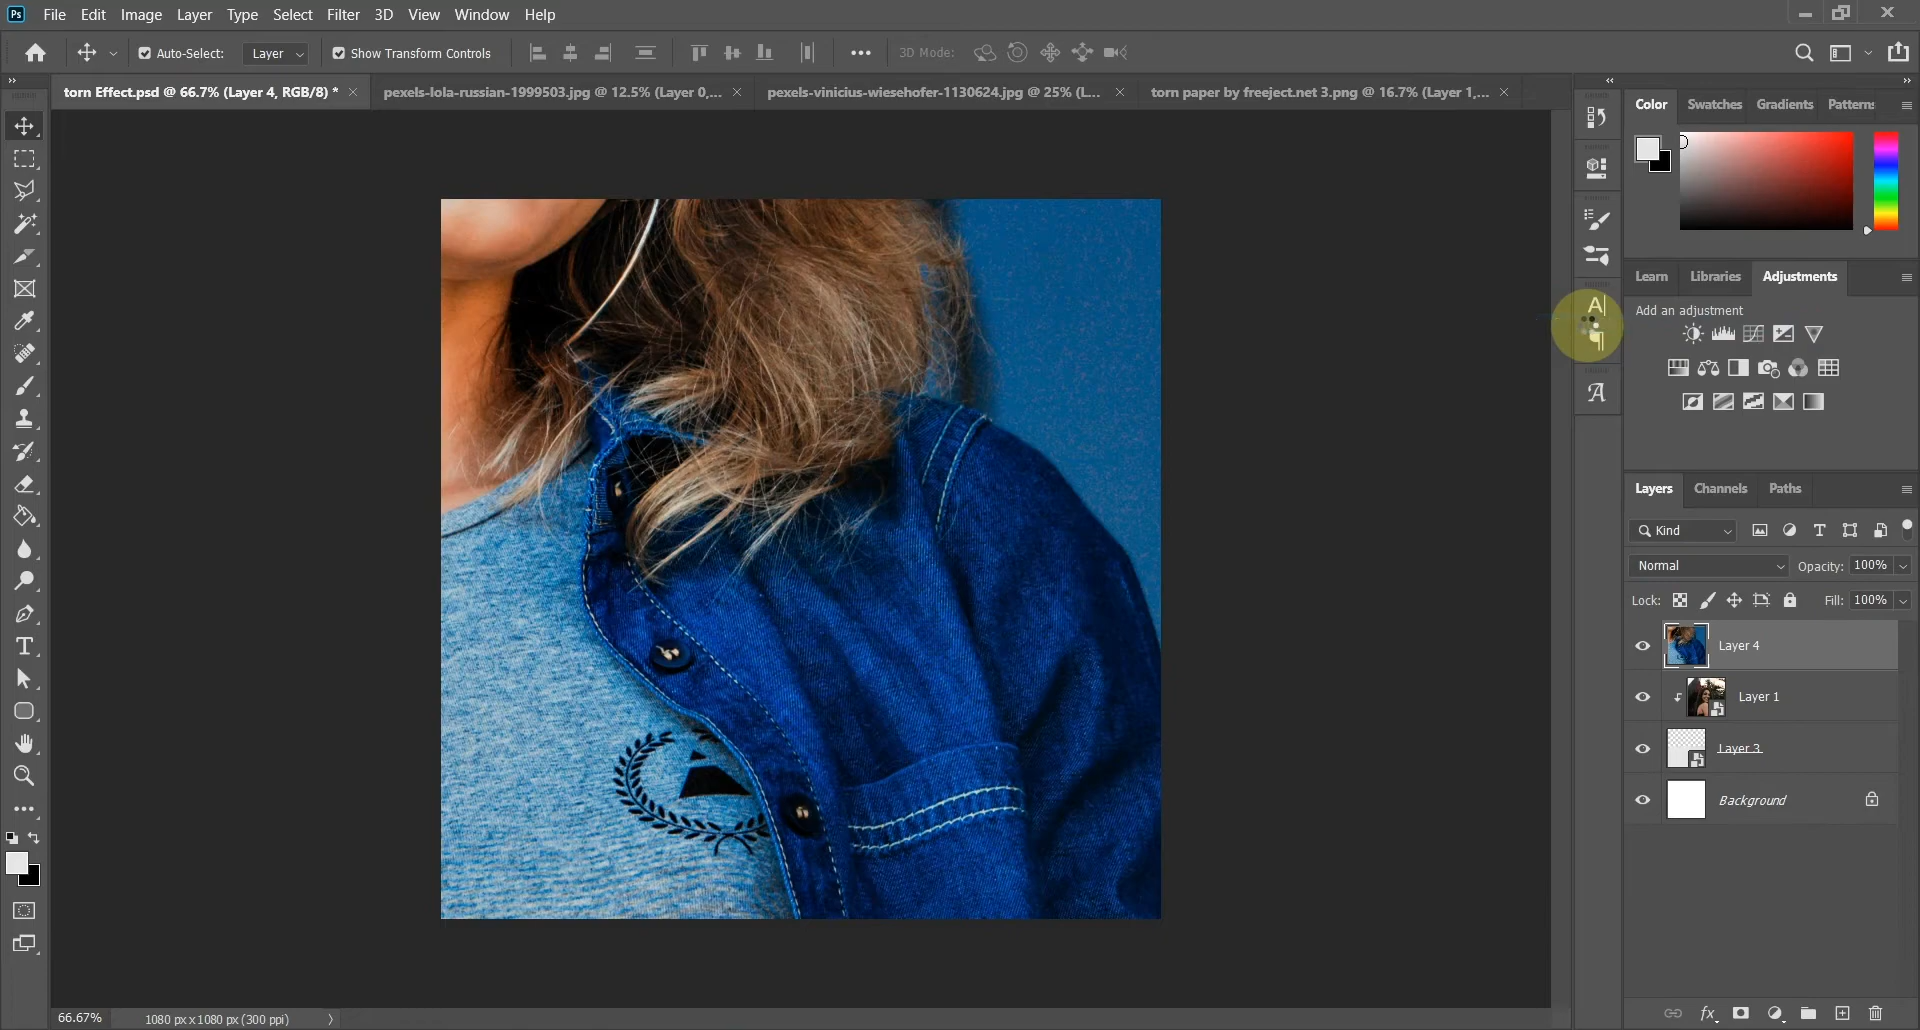 Ps File Edit Image Layer Type Select Filter 3D View Window Help
Auto-Select: Layer Show Transform Controls 3D Mode:
torn Effect.psd @ 66.7% (Layer 4, RGB/8) * pexels-lola-russian-1999503.jpg @ 12.5% (Layer 0,... pexels-vinicius-wiesehofer-1130624.jpg @ 25% (L... torn paper by freeject.net 3.png @ 16.7% (Layer 1,...
Color Swatches Gradients Patterns
Learn Libraries Adjustments
Add an adjustment
Layers Channels Paths
Kind
Normal Opacity: 100%
Lock: Fill: 100%
Layer 4
Layer 1
Layer 3
Background
66.67% 1080 px x 1080 px (300 ppi)